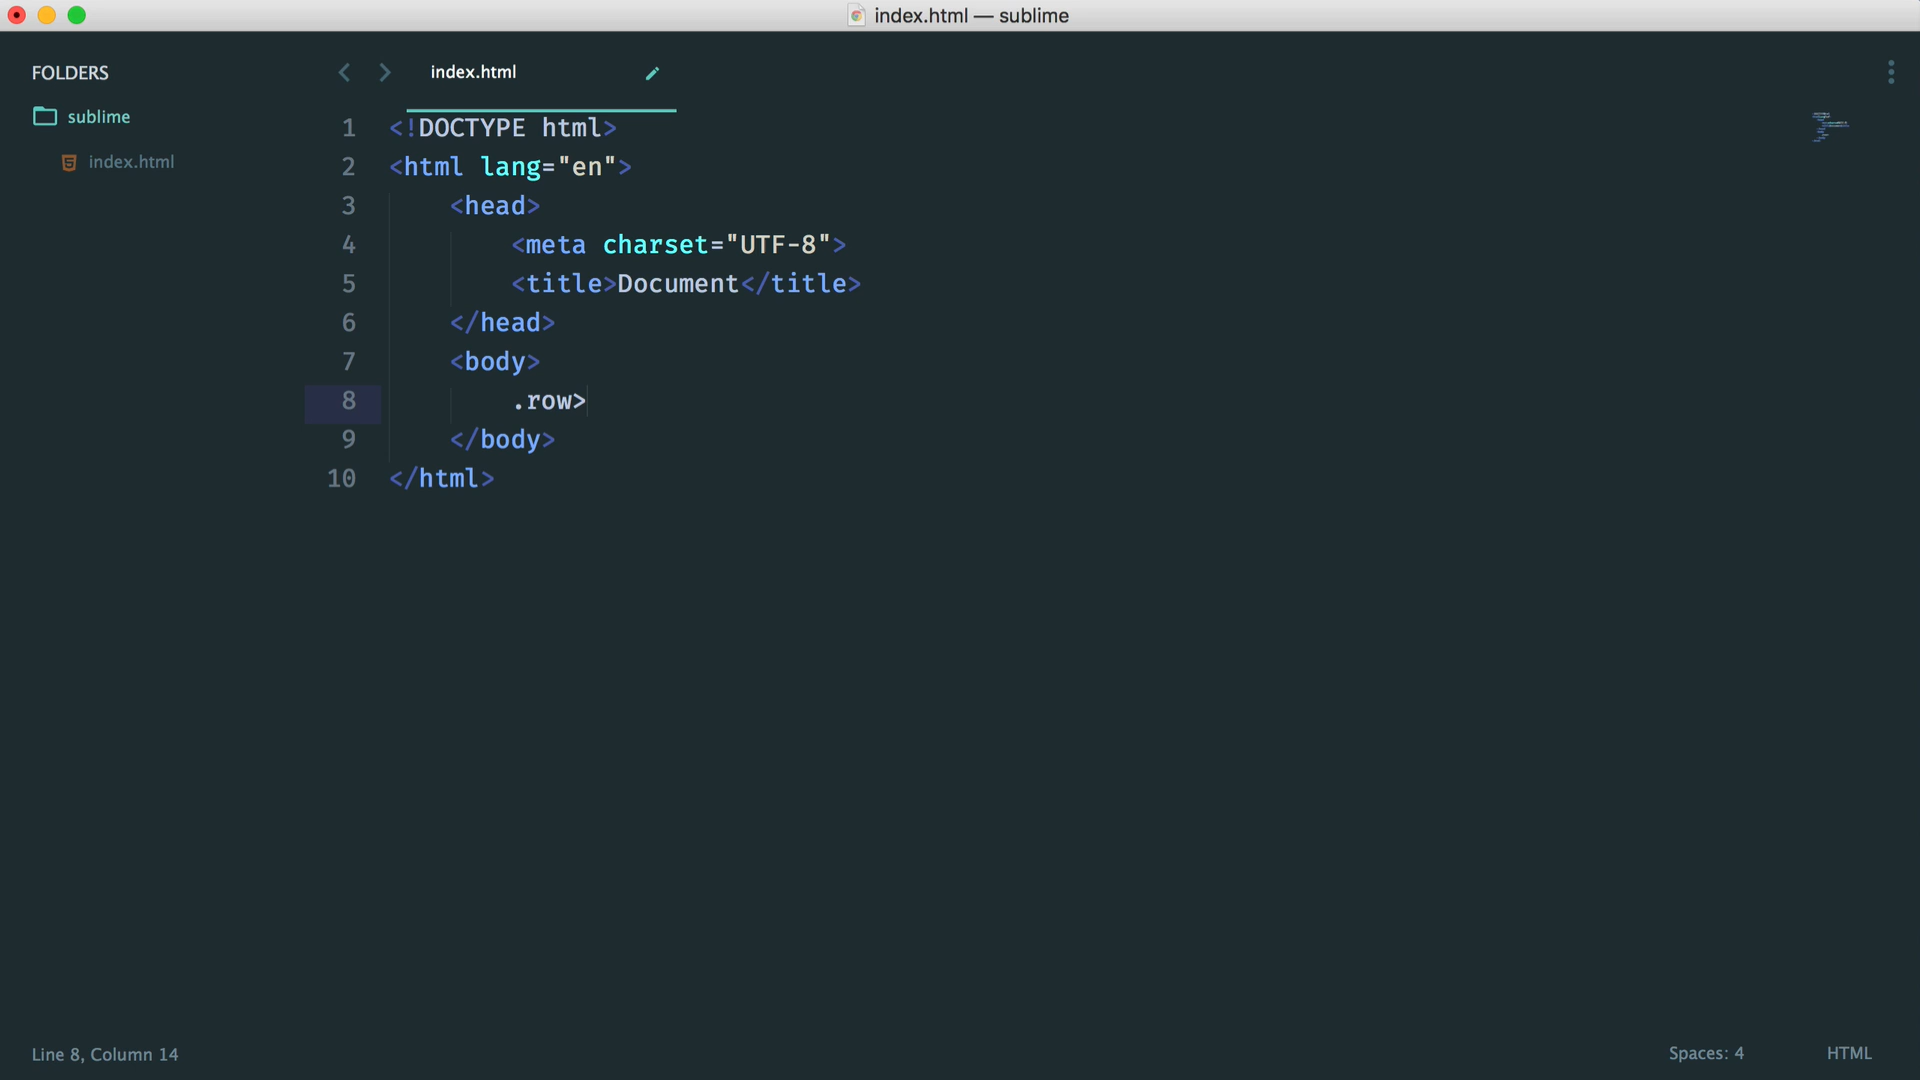 index.html — sublime
FOLDERS
sublime
index.html
index.html
1 <!DOCTYPE html>
2 <html lang="en">
3 <head>
4 <meta charset="UTF-8">
5 <title>Document</title>
6 </head>
7 <body>
8 .row>
9 </body>
10 </html>
Line 8, Column 14
Spaces: 4
HTML